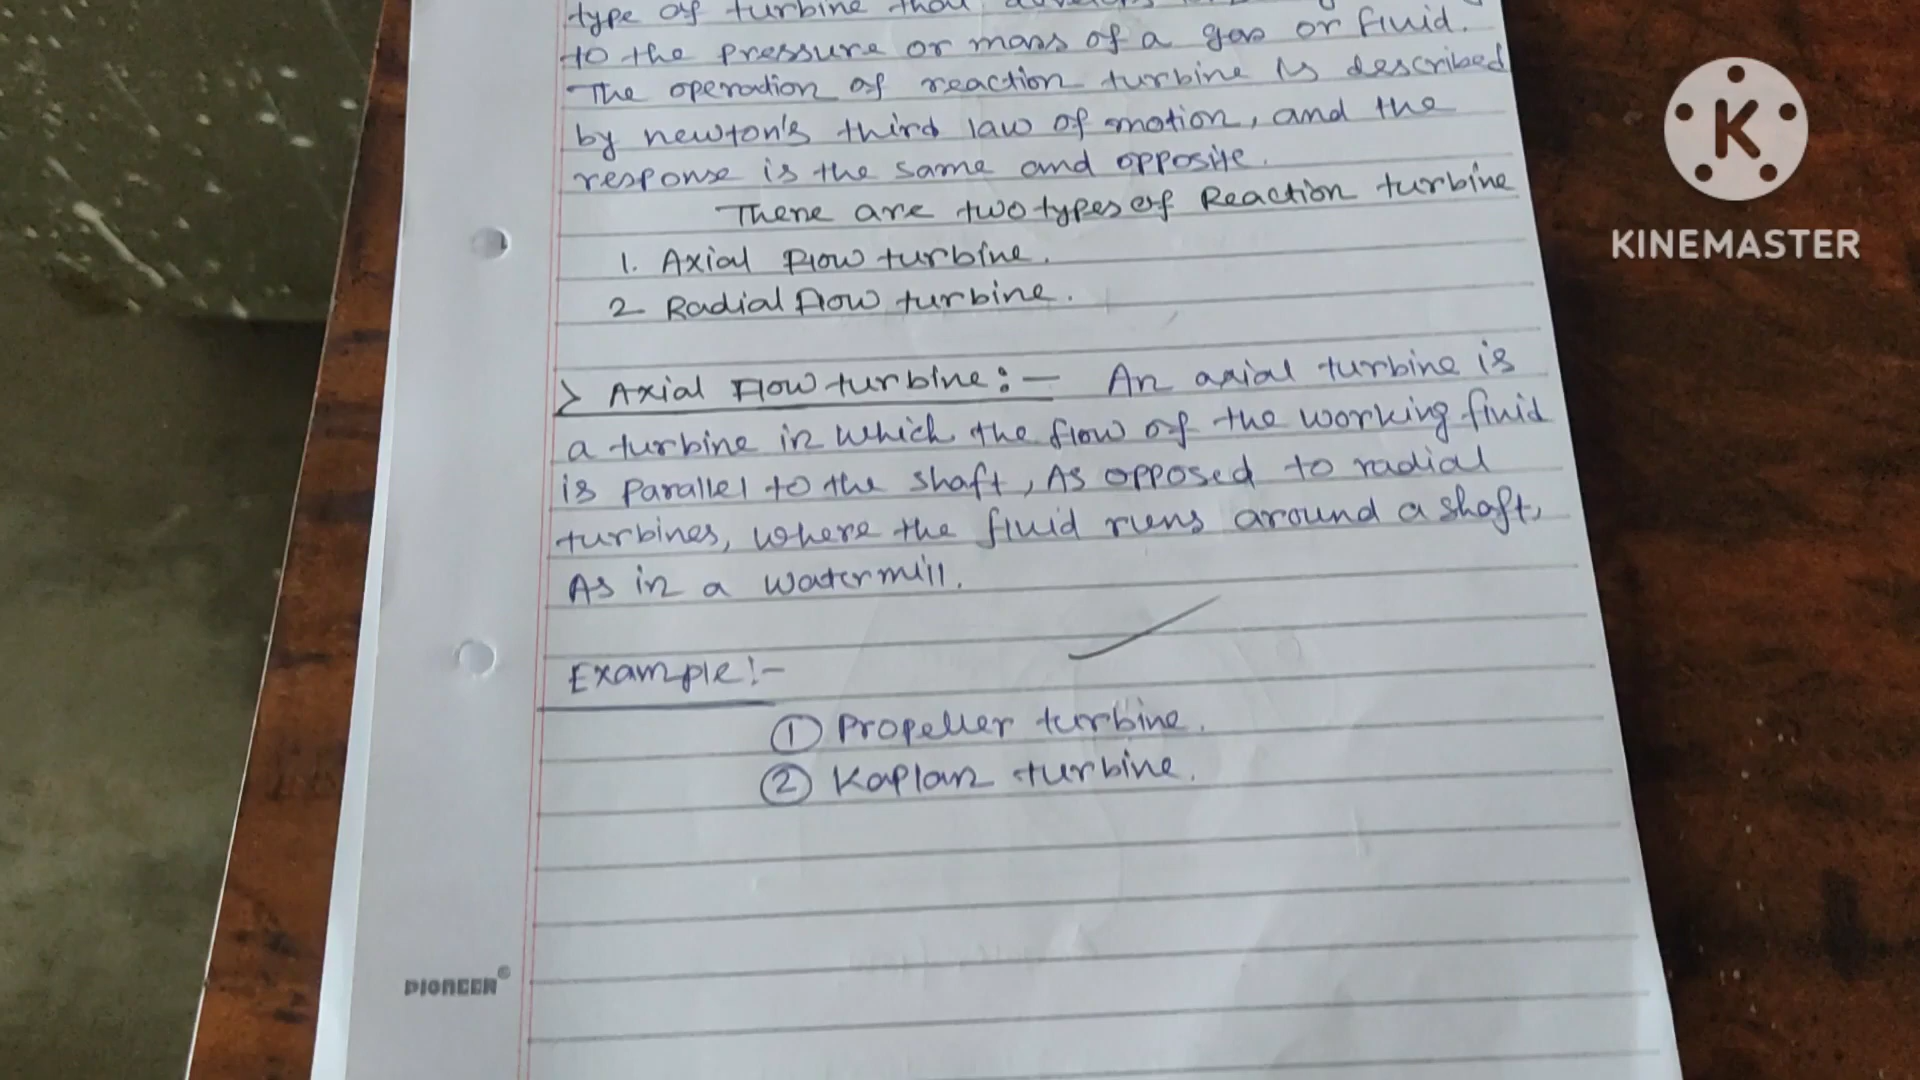 type of turbine that
to the pressure or mass of a gas or fluid.
The operation of reaction turbine is described
by newton's third law of motion, and the
response is the same and opposite.
There are two types of Reaction turbine
1. Axial Flow turbine.
2 Radial Flow turbine.
> Axial Flow turbine:- An axial turbine is
a turbine in which the flow of the working fluid
is parallel to the shaft, As opposed to radial
turbines, where the fluid runs around a shaft,
As in a watermill.
Example:-
① Propeller turbine.
② Kaplan turbine.
PIONEER®
K
KINEMASTER